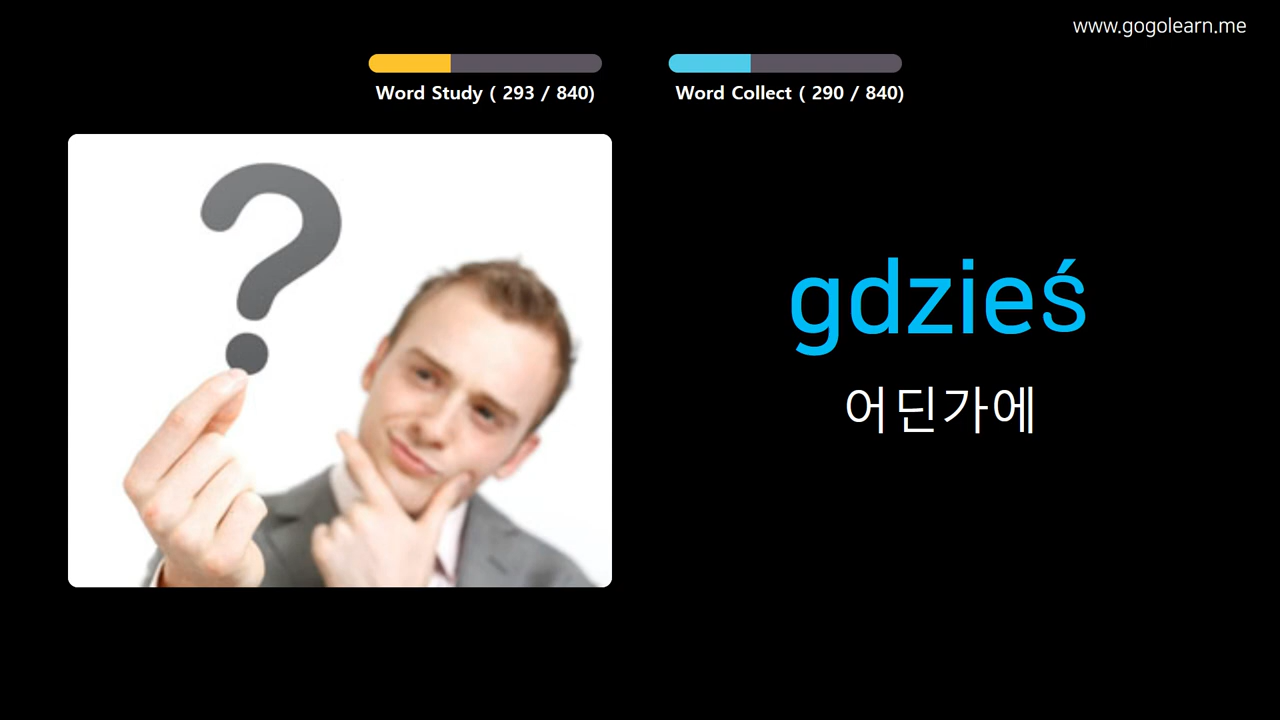 www.gogolearn.me
Word Study ( 293 / 840)
Word Collect ( 290 / 840)
?
gdzieś
어딘가에